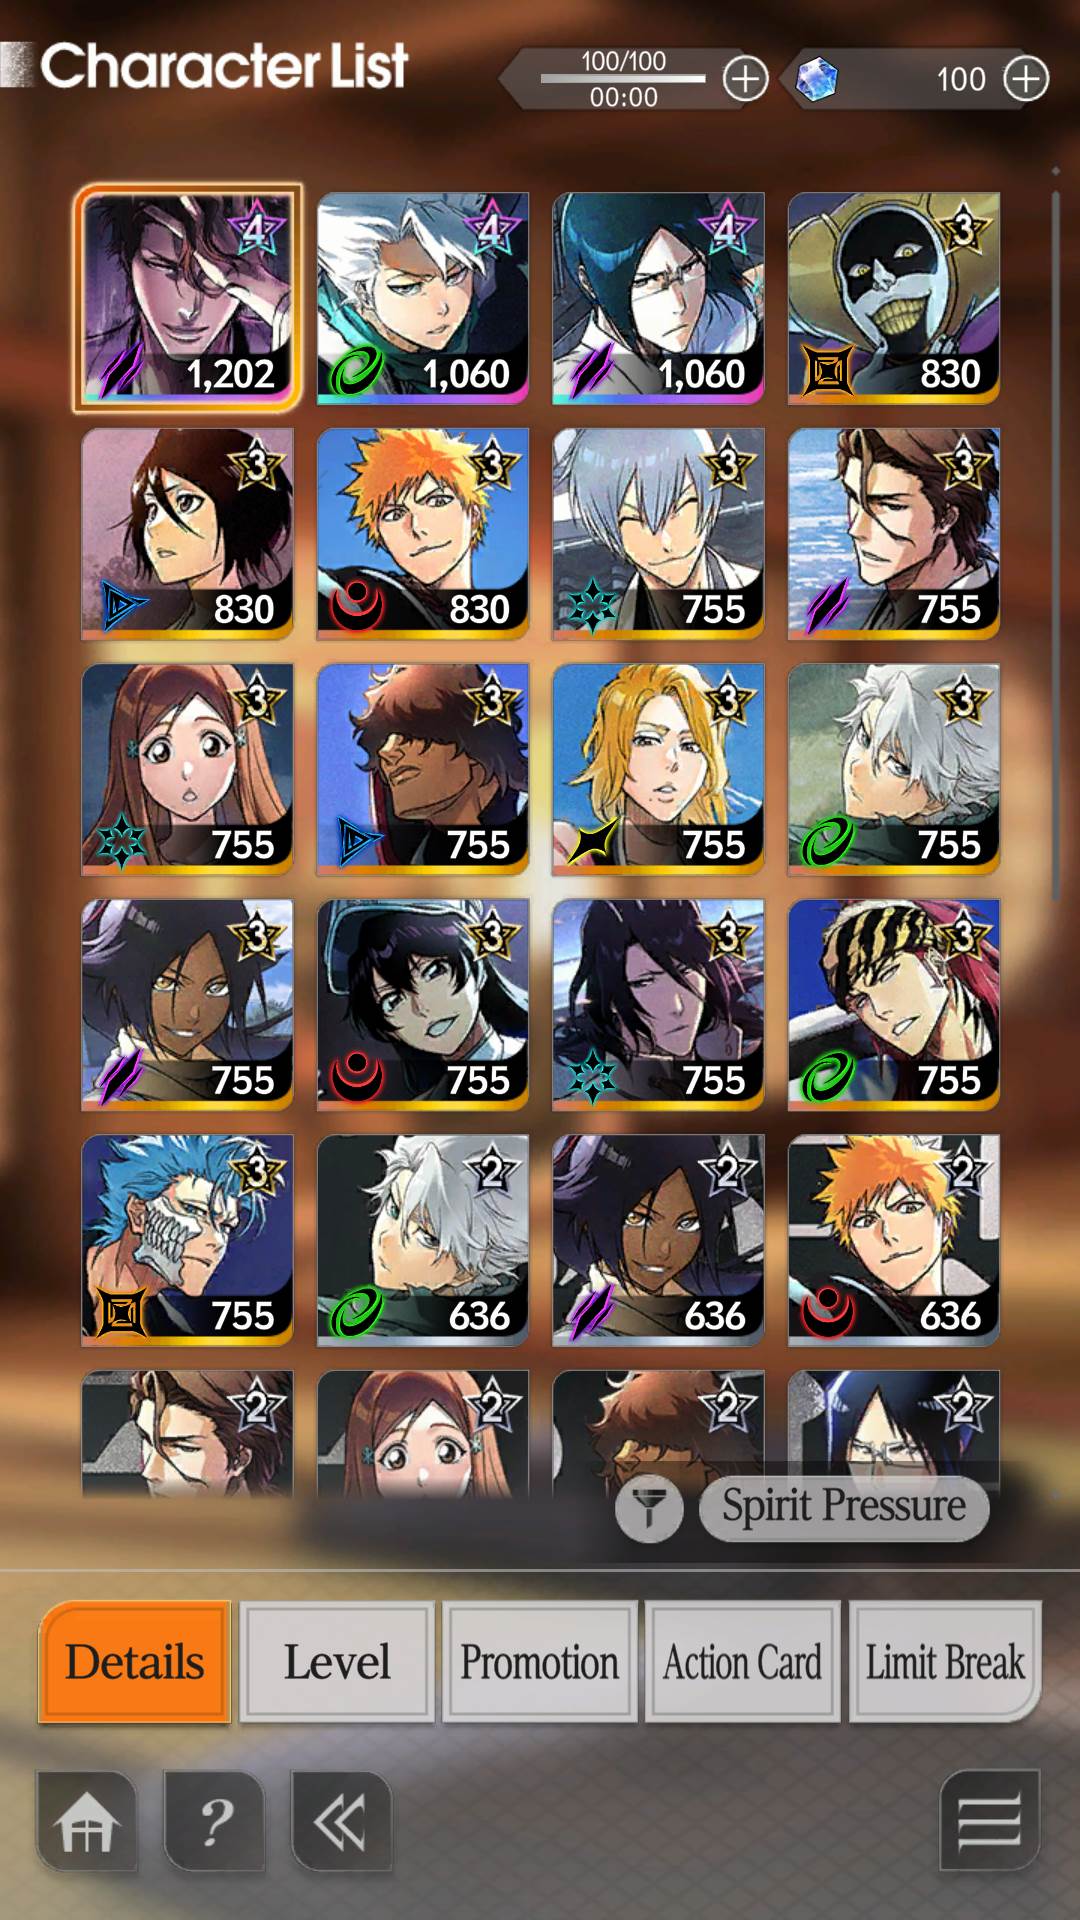 Character List
100/100
00:00
100
4 4 4 3
1,202 1,060 1,060 830
3 3 3 3
830 830 755 755
3 3 3 3
755 755 755 755
3 3 3 3
755 755 755 755
3 2 2 2
755 636 636 636
2 2 2 2
Spirit Pressure
Details Level Promotion Action Card Limit Break
?